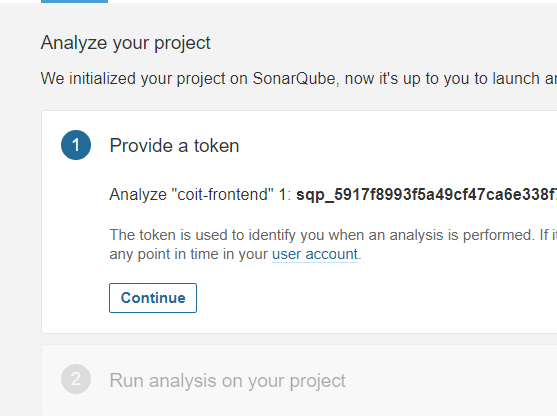 Analyze your project
We initialized your project on SonarQube, now it's up to you to launch
1
Provide a token
Analyze "coit-frontend" 1: sqp_5917f8993f5a49cf47ca6e338f
The token is used to identify you when an analysis is performed. If
any point in time in your user account.
Continue
2
Run analysis on your project